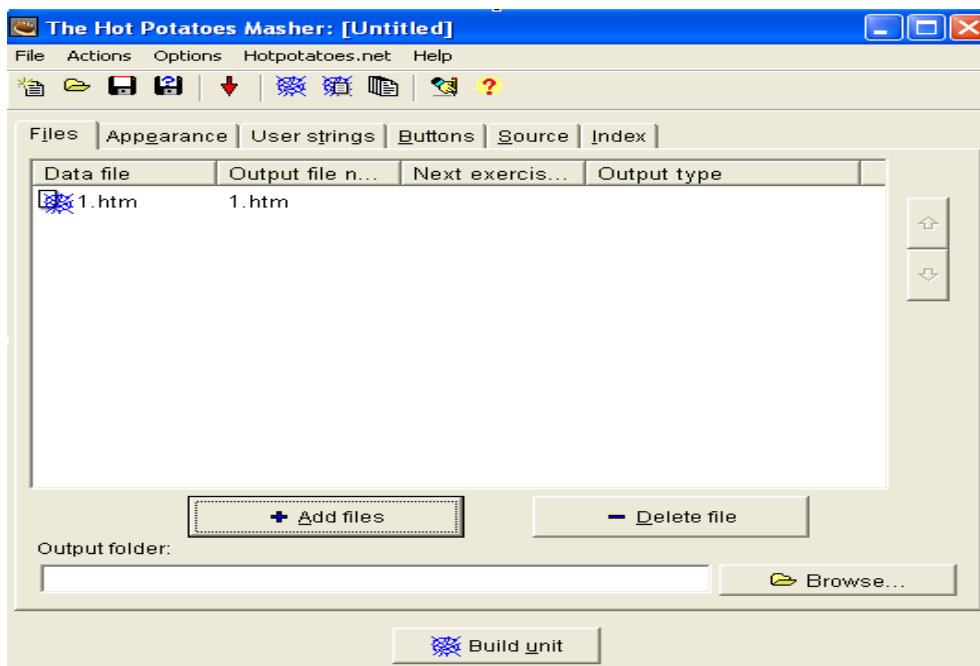 The Hot Potatoes Masher: [Untitled]
File Actions Options Hotpotatoes.net Help
Files Appearance User strings Buttons Source Index
Data file Output file n... Next exercis... Output type
1.htm 1.htm
+ Add files - Delete file
Output folder:
Browse...
Build unit